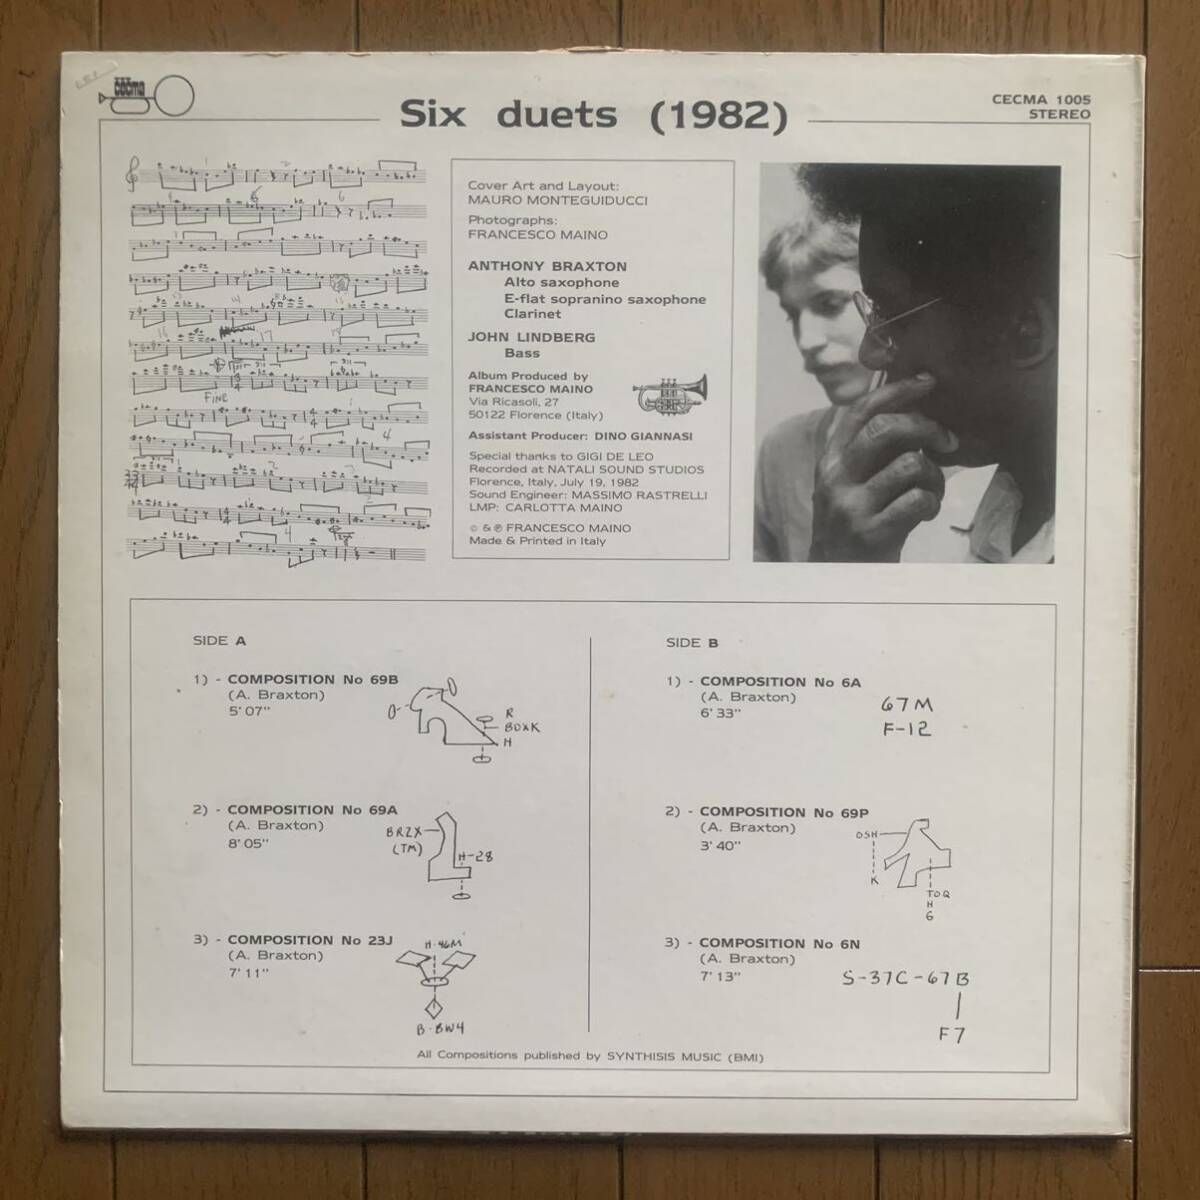 cecma
Six duets (1982)
CECMA 1005
STEREO
Fine
Cover Art and Layout:
MAURO MONTEGUIDUCCI
Photographs:
FRANCESCO MAINO
ANTHONY BRAXTON
Alto saxophone
E-flat sopranino saxophone
Clarinet
JOHN LINDBERG
Bass
Album Produced by
FRANCESCO MAINO
Via Ricasoli, 27
50122 Florence (Italy)
Assistant Producer: DINO GIANNASI
Special thanks to GIGI DE LEO
Recorded at NATALI SOUND STUDIOS
Florence, Italy, July 19, 1982
Sound Engineer: MASSIMO RASTRELLI
LMP: CARLOTTA MAINO
© & ℗ FRANCESCO MAINO
Made & Printed in Italy
SIDE A
1) - COMPOSITION No 69B
(A. Braxton)
5' 07"
R
BOXK
H
2) - COMPOSITION No 69A
(A. Braxton)
8' 05"
BRZX
(TM)
H-28
3) - COMPOSITION No 23J
(A. Braxton)
7' 11"
H-46M
B-BW4
SIDE B
1) - COMPOSITION No 6A
(A. Braxton)
6' 33"
67M
F-12
2) - COMPOSITION No 69P
(A. Braxton)
3' 40"
OSH
K
TOQ
H
G
3) - COMPOSITION No 6N
(A. Braxton)
7' 13"
S-37C-67B
F7
All Compositions published by SYNTHISIS MUSIC (BMI)